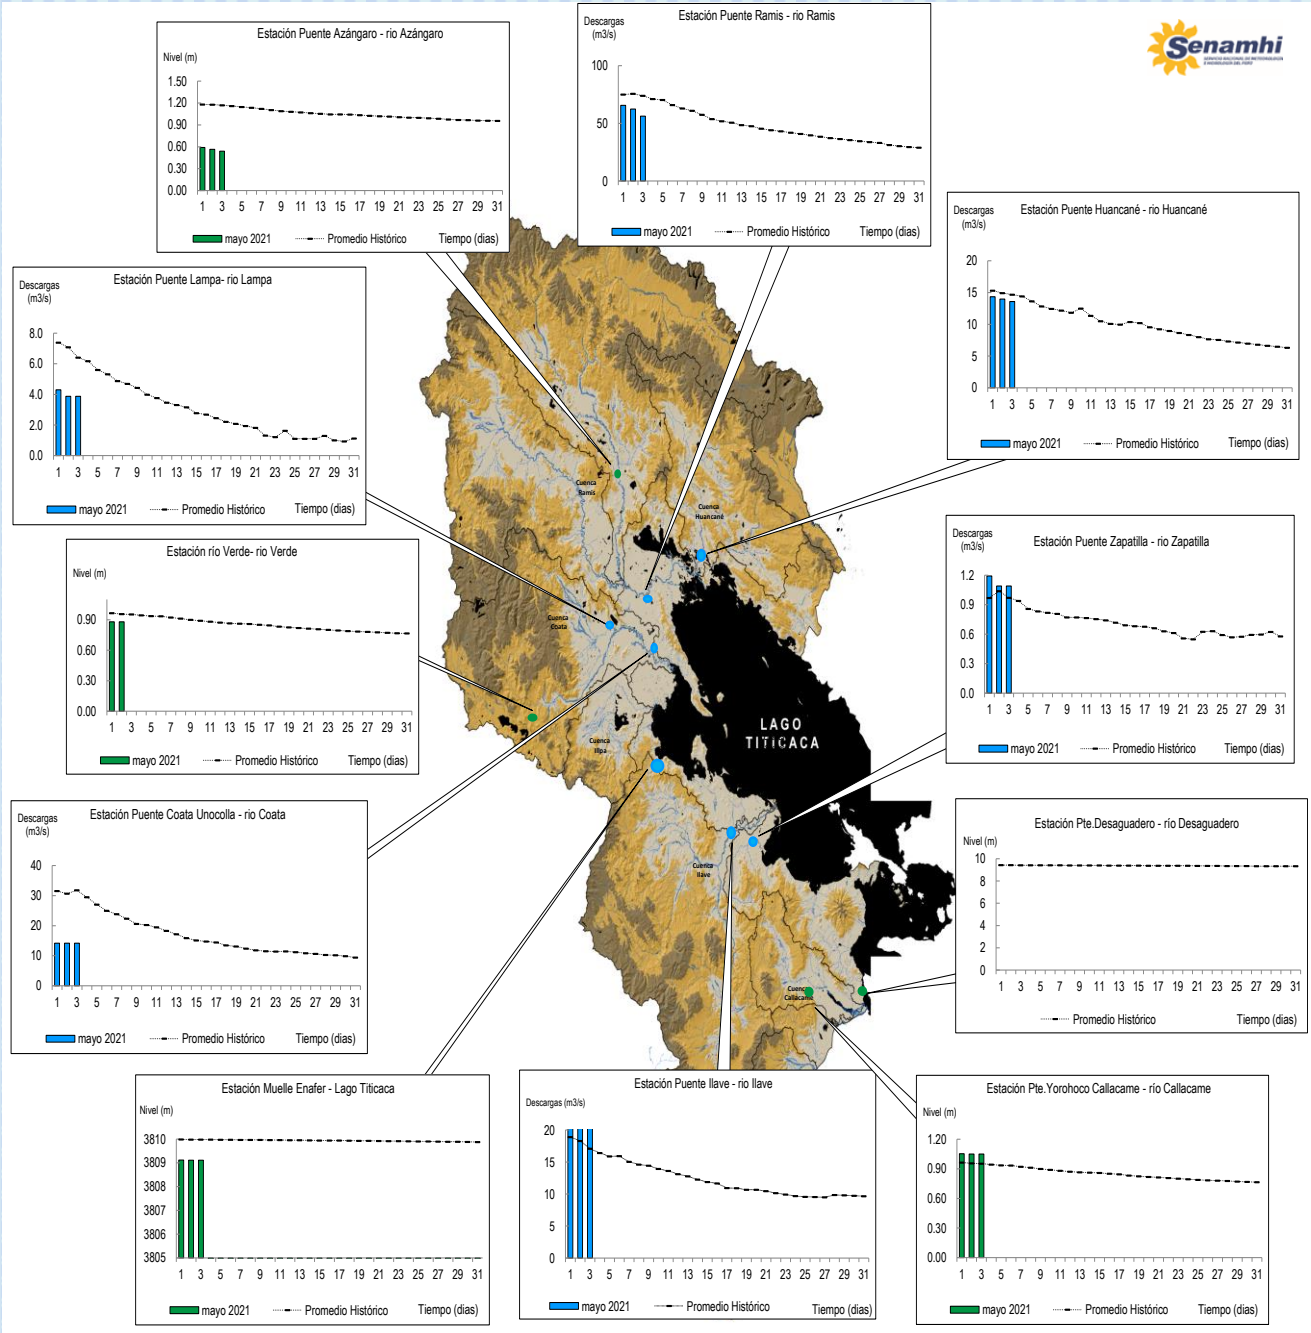 Senamhi
Estación Puente Azángaro - rio Azángaro
Nivel (m)
1.50
1.20
0.90
0.60
0.30
0.00
1 3 5 7 9 11 13 15 17 19 21 23 25 27 29 31
mayo 2021 Promedio Histórico Tiempo (dias)
Estación Puente Ramis - rio Ramis
Descargas
(m3/s)
100
50
0
1 3 5 7 9 11 13 15 17 19 21 23 25 27 29 31
mayo 2021 Promedio Histórico Tiempo (dias)
Estación Puente Huancané - rio Huancané
Descargas
(m3/s)
20
15
10
5
0
1 3 5 7 9 11 13 15 17 19 21 23 25 27 29 31
mayo 2021 Promedio Histórico Tiempo (dias)
Estación Puente Lampa- rio Lampa
Descargas
(m3/s)
8.0
6.0
4.0
2.0
0.0
1 3 5 7 9 11 13 15 17 19 21 23 25 27 29 31
mayo 2021 Promedio Histórico Tiempo (dias)
Estación río Verde- rio Verde
Nivel (m)
0.90
0.60
0.30
0.00
1 3 5 7 9 11 13 15 17 19 21 23 25 27 29 31
mayo 2021 Promedio Histórico Tiempo (dias)
Estación Puente Zapatilla - rio Zapatilla
Descargas
(m3/s)
1.2
0.9
0.6
0.3
0.0
1 3 5 7 9 11 13 15 17 19 21 23 25 27 29 31
mayo 2021 Promedio Histórico Tiempo (dias)
Cuenca
Ramis
Cuenca
Huancané
Cuenca
Coata
Cuenca
Illpa
LAGO
TITICACA
Cuenca
Ilave
Cuenca
Callacame
Estación Puente Coata Unocolla - rio Coata
Descargas
(m3/s)
40
30
20
10
0
1 3 5 7 9 11 13 15 17 19 21 23 25 27 29 31
mayo 2021 Promedio Histórico Tiempo (dias)
Estación Pte.Desaguadero - río Desaguadero
Nivel (m)
10
8
6
4
2
0
1 3 5 7 9 11 13 15 17 19 21 23 25 27 29 31
Promedio Histórico Tiempo (dias)
Estación Muelle Enafer - Lago Titicaca
Nivel (m)
3810
3809
3808
3807
3806
3805
1 3 5 7 9 11 13 15 17 19 21 23 25 27 29 31
mayo 2021 Promedio Histórico Tiempo (dias)
Estación Puente Ilave - rio Ilave
Descargas (m3/s)
20
15
10
5
0
1 3 5 7 9 11 13 15 17 19 21 23 25 27 29 31
mayo 2021 Promedio Histórico Tiempo (dias)
Estación Pte.Yorohoco Callacame - río Callacame
Nivel (m)
1.20
0.90
0.60
0.30
0.00
1 3 5 7 9 11 13 15 17 19 21 23 25 27 29 31
mayo 2021 Promedio Histórico Tiempo (dias)